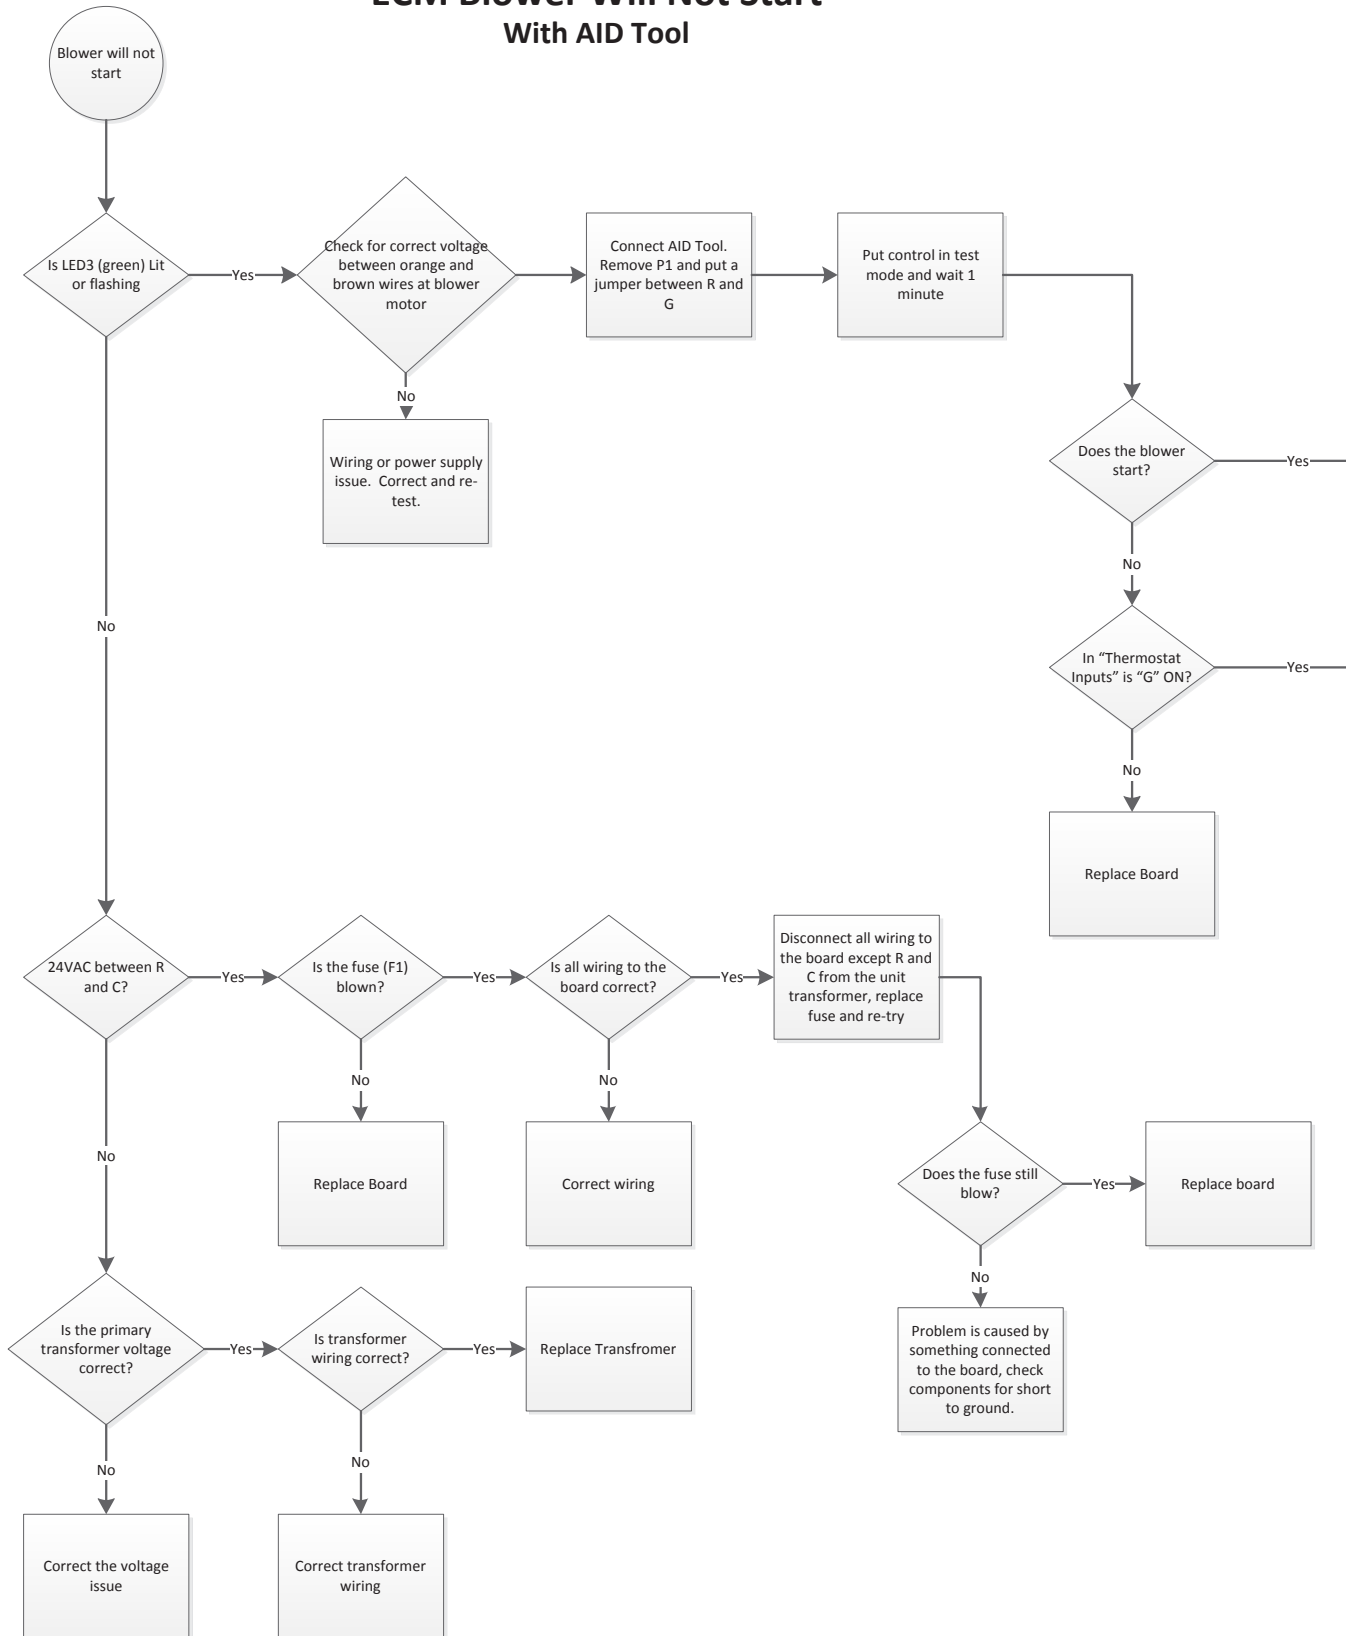 ECM Blower Will Not Start
With AID Tool
Blower will not
start
Is LED3 (green) Lit
or flashing
Yes
Check for correct voltage
between orange and
brown wires at blower
motor
Connect AID Tool.
Remove P1 and put a
jumper between R and
G
Put control in test
mode and wait 1
minute
No
Wiring or power supply
issue. Correct and re-
test.
Does the blower
start?
Yes
No
In "Thermostat
Inputs" is "G" ON?
Yes
No
Replace Board
No
24VAC between R
and C?
Yes
Is the fuse (F1)
blown?
Yes
Is all wiring to the
board correct?
Yes
Disconnect all wiring to
the board except R and
C from the unit
transformer, replace
fuse and re-try
No
Replace Board
No
Correct wiring
Does the fuse still
blow?
Yes
Replace board
No
Problem is caused by
something connected
to the board, check
components for short
to ground.
No
Is the primary
transformer voltage
correct?
Yes
Is transformer
wiring correct?
Yes
Replace Transfromer
No
Correct the voltage
issue
No
Correct transformer
wiring